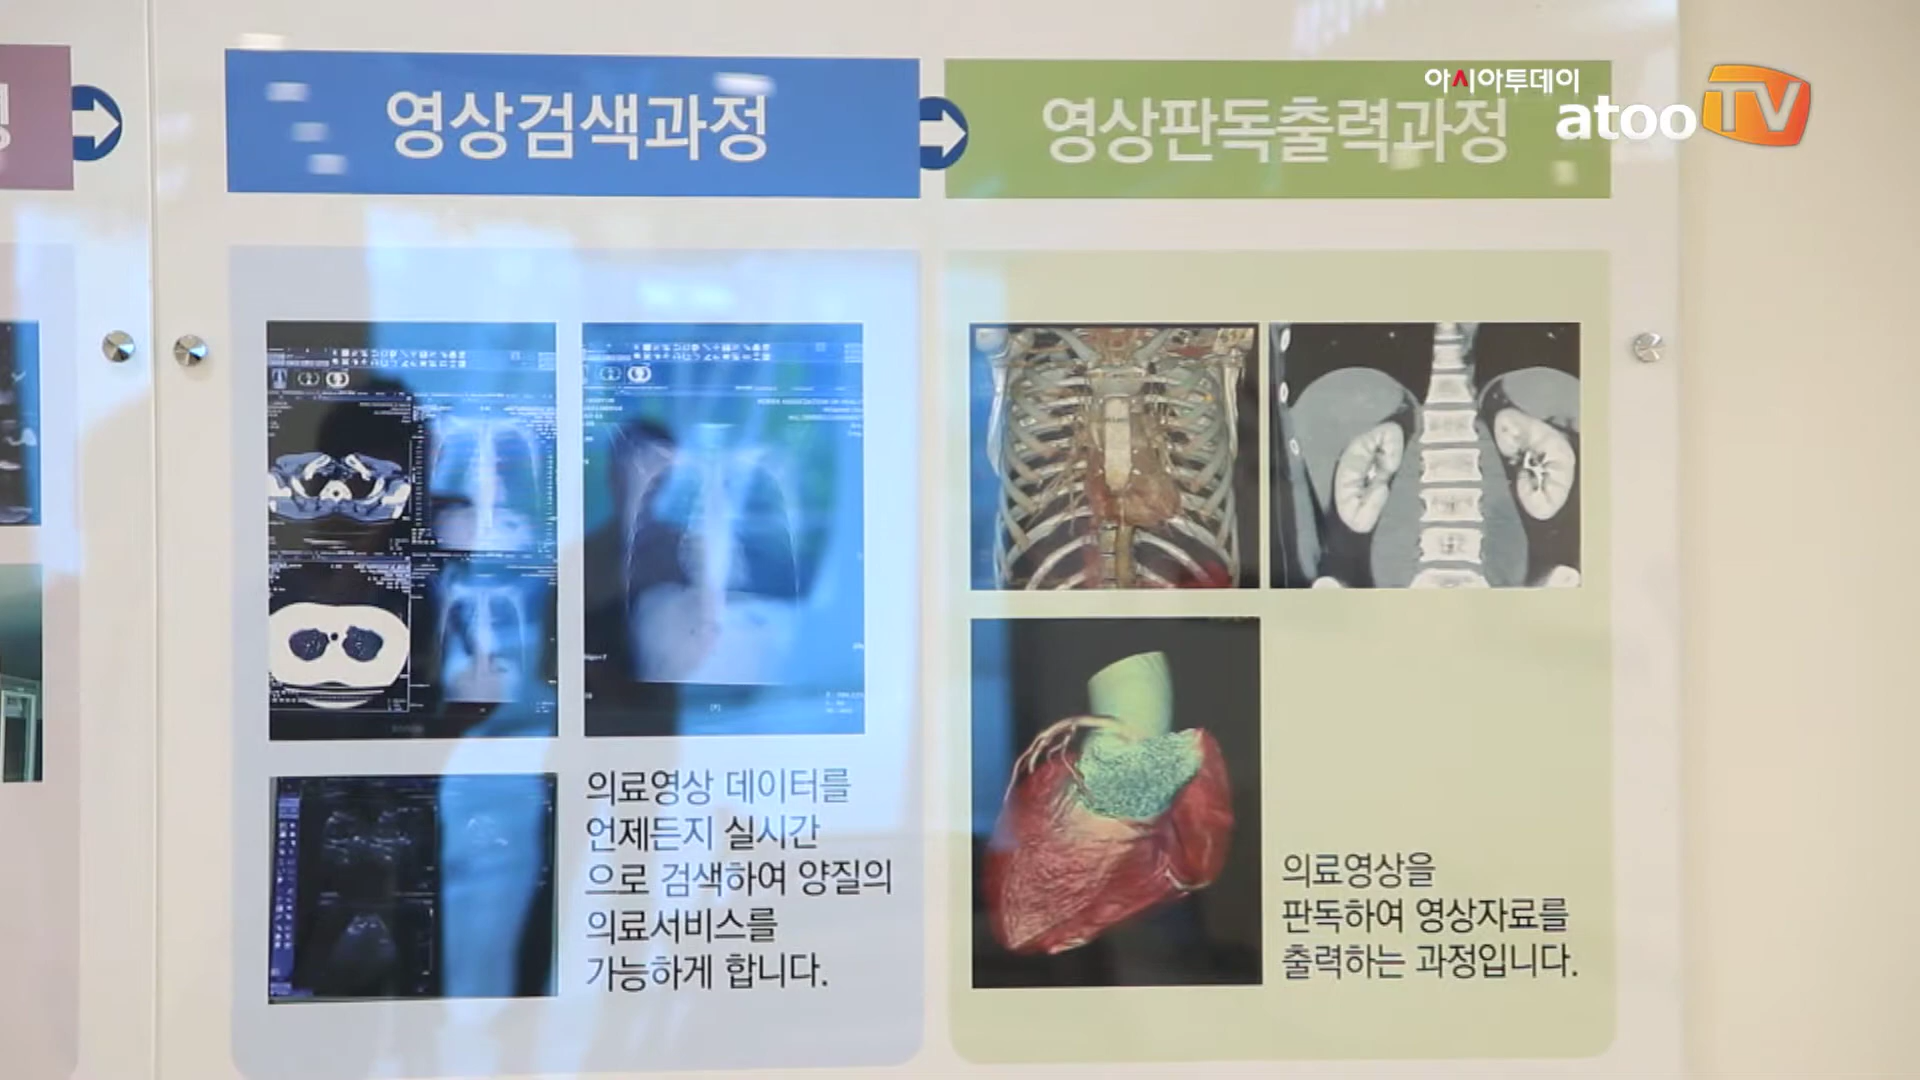 아시아투데이
atooTV
영상검색과정
영상판독출력과정
의료영상 데이터를
언제든지 실시간
으로 검색하여 양질의
의료서비스를
가능하게 합니다.
의료영상을
판독하여 영상자료를
출력하는 과정입니다.